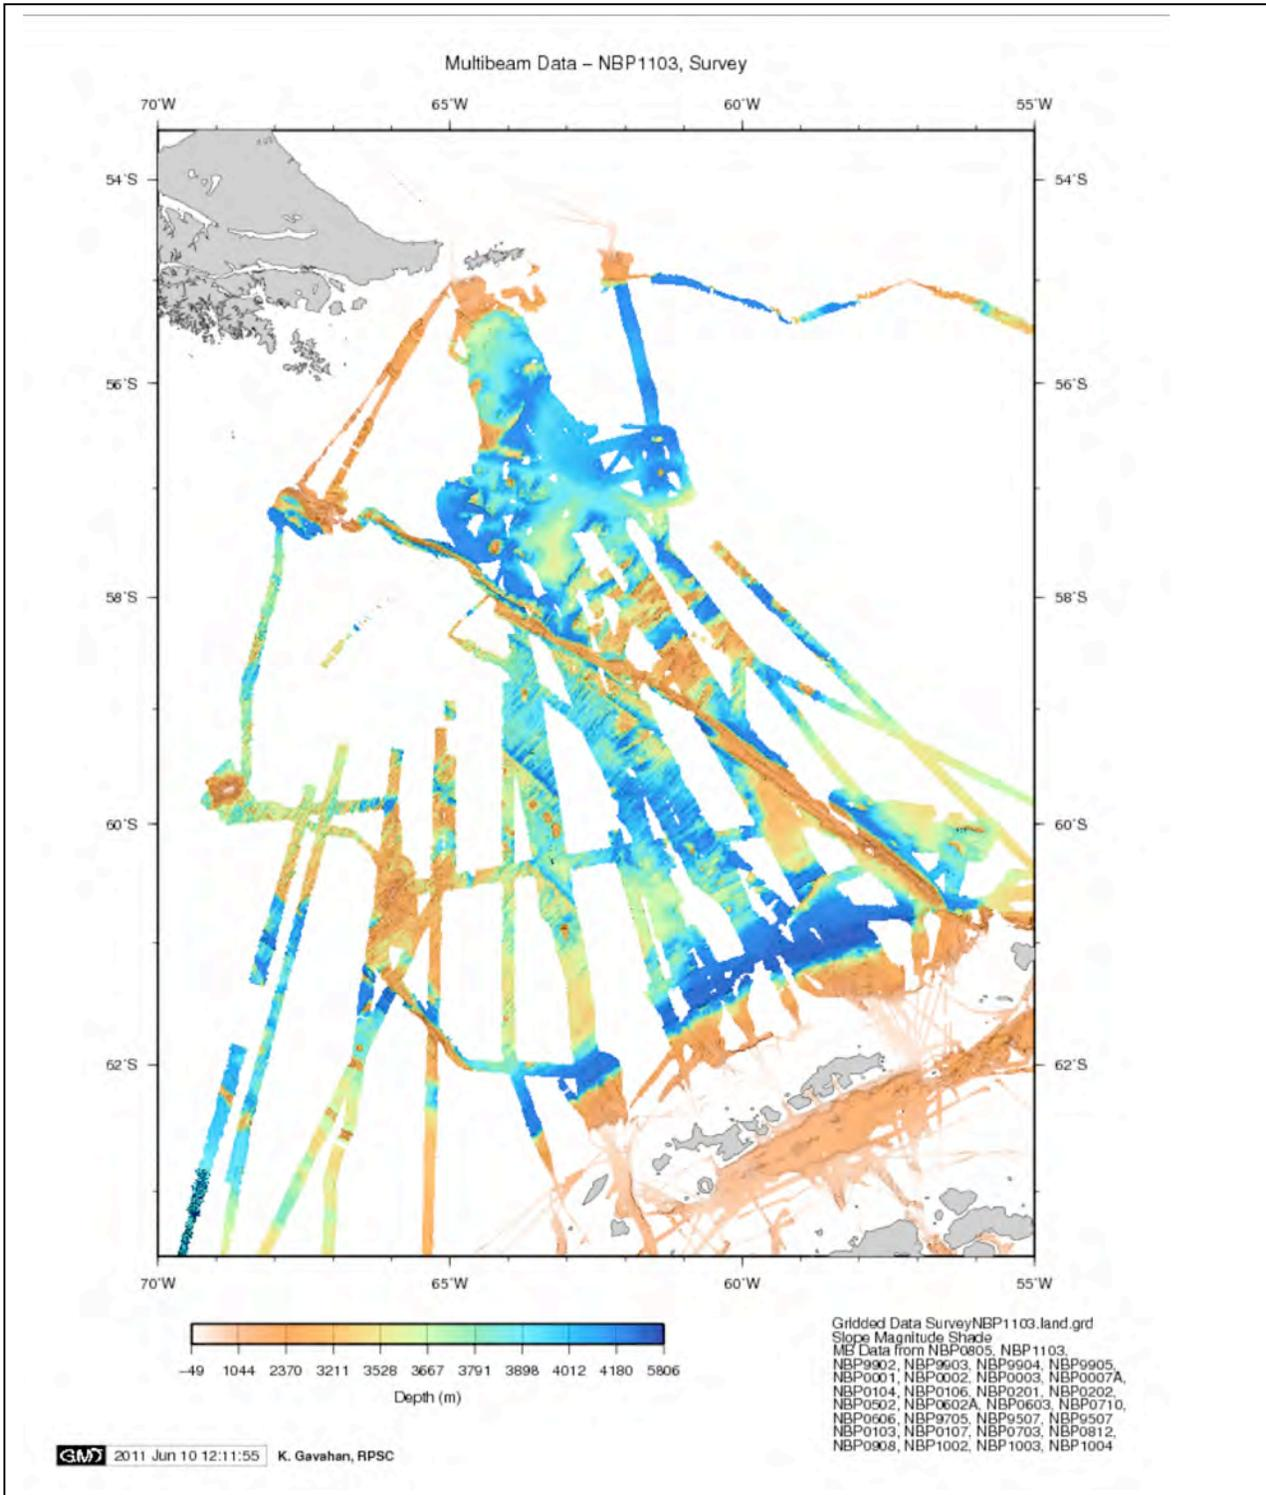 Multibeam Data – NBP1103, Survey
70°W 65°W 60°W 55°W
54°S 54°S
56°S 56°S
58°S 58°S
60°S 60°S
62°S 62°S
70°W 65°W 60°W 55°W
−49 1044 2370 3211 3528 3667 3791 3898 4012 4180 5806
Depth (m)
Gridded Data SurveyNBP1103.land.grd
Slope Magnitude Shade
MB Data from NBP0805, NBP1103,
NBP9902, NBP9903, NBP9904, NBP9905,
NBP0001, NBP0002, NBP0003, NBP0007A,
NBP0104, NBP0106, NBP0201, NBP0202,
NBP0502, NBP0602A, NBP0603, NBP0710,
NBP0606, NBP9705, NBP9507, NBP9507
NBP0103, NBP0107, NBP0703, NBP0812,
NBP0908, NBP1002, NBP1003, NBP1004
GMT 2011 Jun 10 12:11:55 K. Gavahan, RPSC